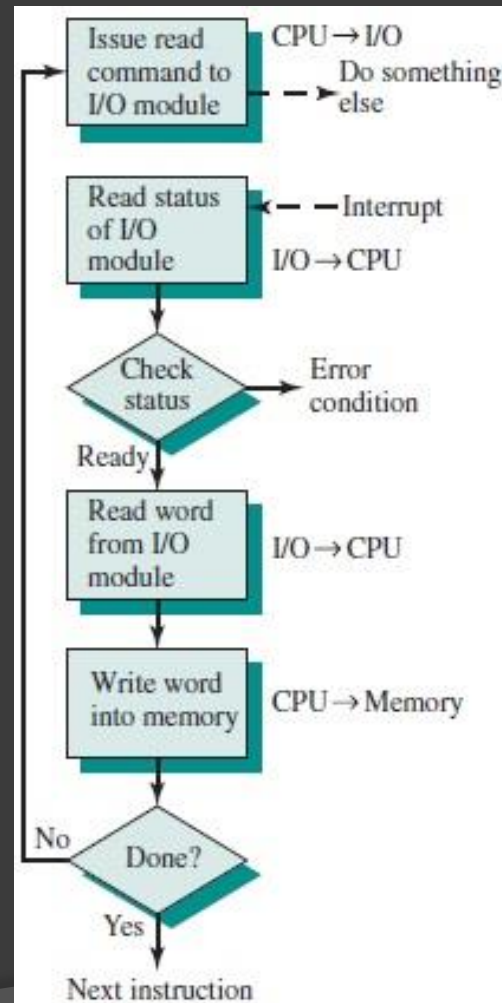 Issue read
command to
I/O module
CPU → I/O
Do something
else
Read status
of I/O
module
Interrupt
I/O → CPU
Check
status
Error
condition
Ready
Read word
from I/O
module
I/O → CPU
Write word
into memory
CPU → Memory
No
Done?
Yes
Next instruction